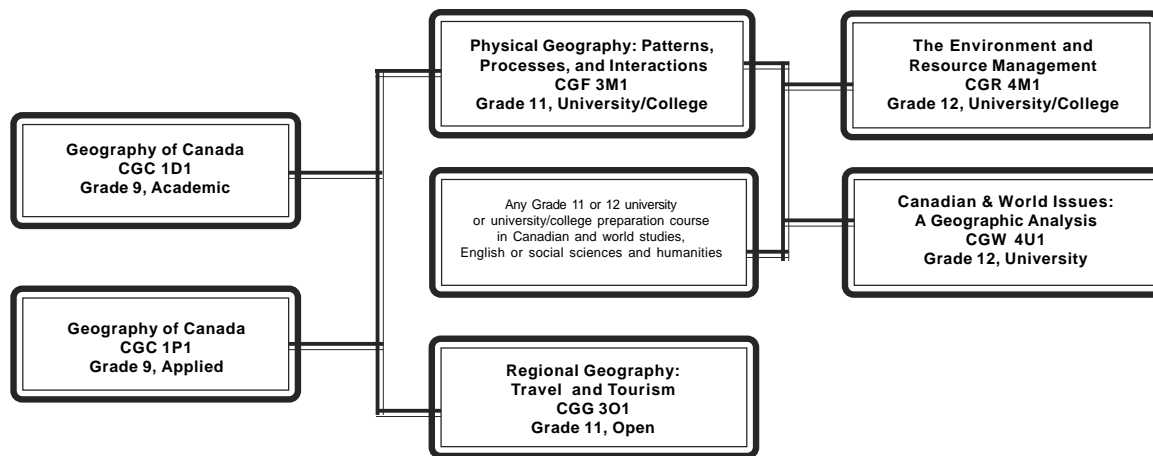 Geography of Canada
CGC 1D1
Grade 9, Academic
Geography of Canada
CGC 1P1
Grade 9, Applied
Physical Geography: Patterns,
Processes, and Interactions
CGF 3M1
Grade 11, University/College
Any Grade 11 or 12 university
or university/college preparation course
in Canadian and world studies,
English or social sciences and humanities
Regional Geography:
Travel and Tourism
CGG 3O1
Grade 11, Open
The Environment and
Resource Management
CGR 4M1
Grade 12, University/College
Canadian & World Issues:
A Geographic Analysis
CGW 4U1
Grade 12, University